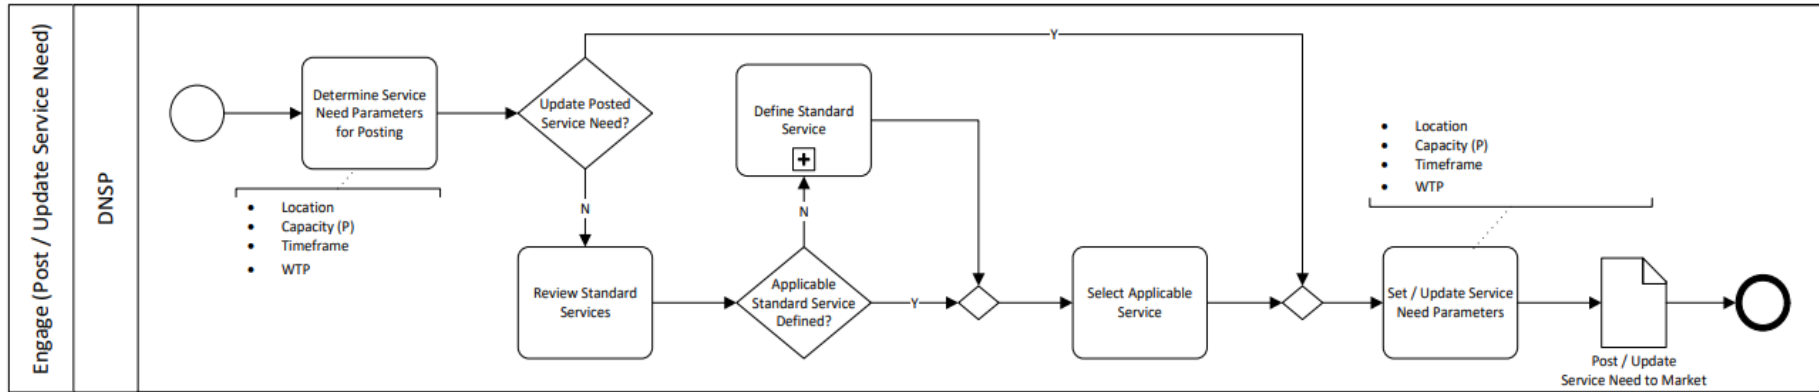 Engage (Post / Update Service Need)
DNSP
Determine Service
Need Parameters
for Posting
• Location
• Capacity (P)
• Timeframe
• WTP
Update Posted
Service Need?
Y
N
Review Standard
Services
Define Standard
Service
N
Applicable
Standard Service
Defined?
Y
Select Applicable
Service
• Location
• Capacity (P)
• Timeframe
• WTP
Set / Update Service
Need Parameters
Post / Update
Service Need to Market